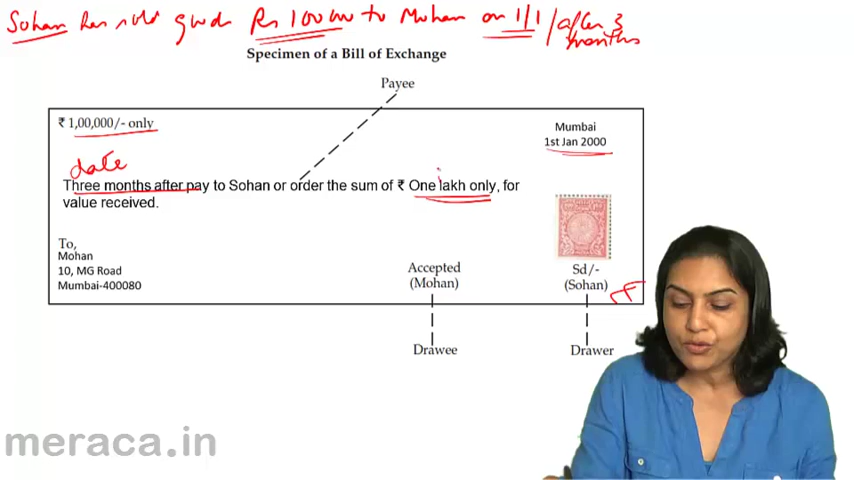 Sohan has sold goods Rs 100000 to Mohan on 1/1/after 3
months
Specimen of a Bill of Exchange
Payee
₹ 1,00,000/- only
Mumbai
1st Jan 2000
date
Three months after pay to Sohan or order the sum of ₹ One lakh only, for
value received.
To,
Mohan
10, MG Road
Mumbai-400080
Accepted
(Mohan)
Sd/-
(Sohan)
Drawee
Drawer
meraca.in